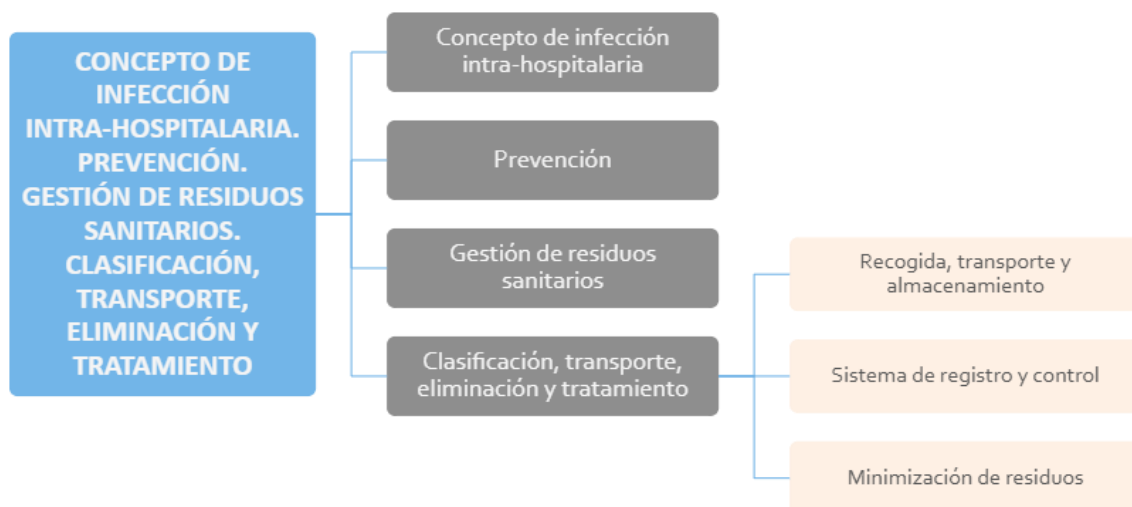 CONCEPTO DE
INFECCIÓN
INTRA-HOSPITALARIA.
PREVENCIÓN.
GESTIÓN DE RESIDUOS
SANITARIOS.
CLASIFICACIÓN,
TRANSPORTE,
ELIMINACIÓN Y
TRATAMIENTO
Concepto de infección
intra-hospitalaria
Prevención
Gestión de residuos
sanitarios
Clasificación, transporte,
eliminación y tratamiento
Recogida, transporte y
almacenamiento
Sistema de registro y control
Minimización de residuos